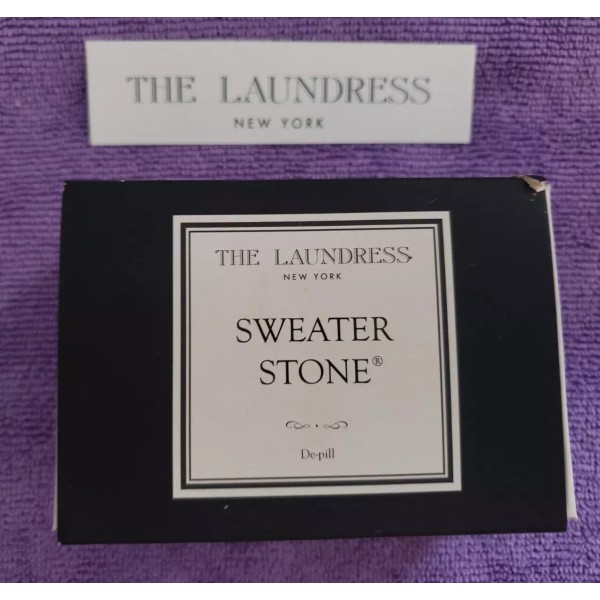 THE LAUNDRESS
NEW YORK
THE LAUNDRESS
NEW YORK
SWEATER
STONE®
De-pill